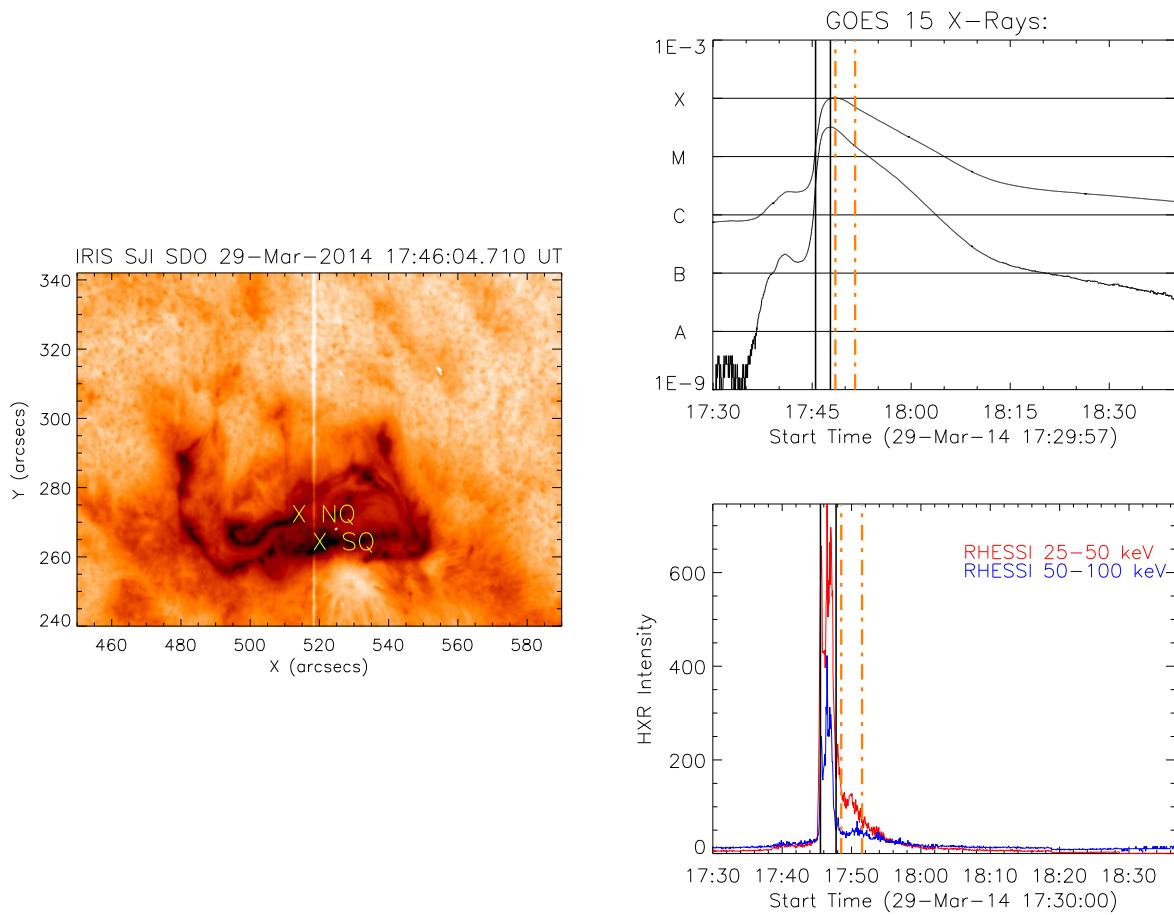 IRIS SJI SDO 29-Mar-2014 17:46:04.710 UT
340
320
300
280
260
240
Y (arcsecs)
X NQ
X SQ
460 480 500 520 540 560 580
X (arcsecs)
GOES 15 X-Rays:
1E-3
X
M
C
B
A
1E-9
17:30 17:45 18:00 18:15 18:30
Start Time (29-Mar-14 17:29:57)
RHESSI 25-50 keV
RHESSI 50-100 keV
600
400
200
0
HXR Intensity
17:30 17:40 17:50 18:00 18:10 18:20 18:30
Start Time (29-Mar-14 17:30:00)